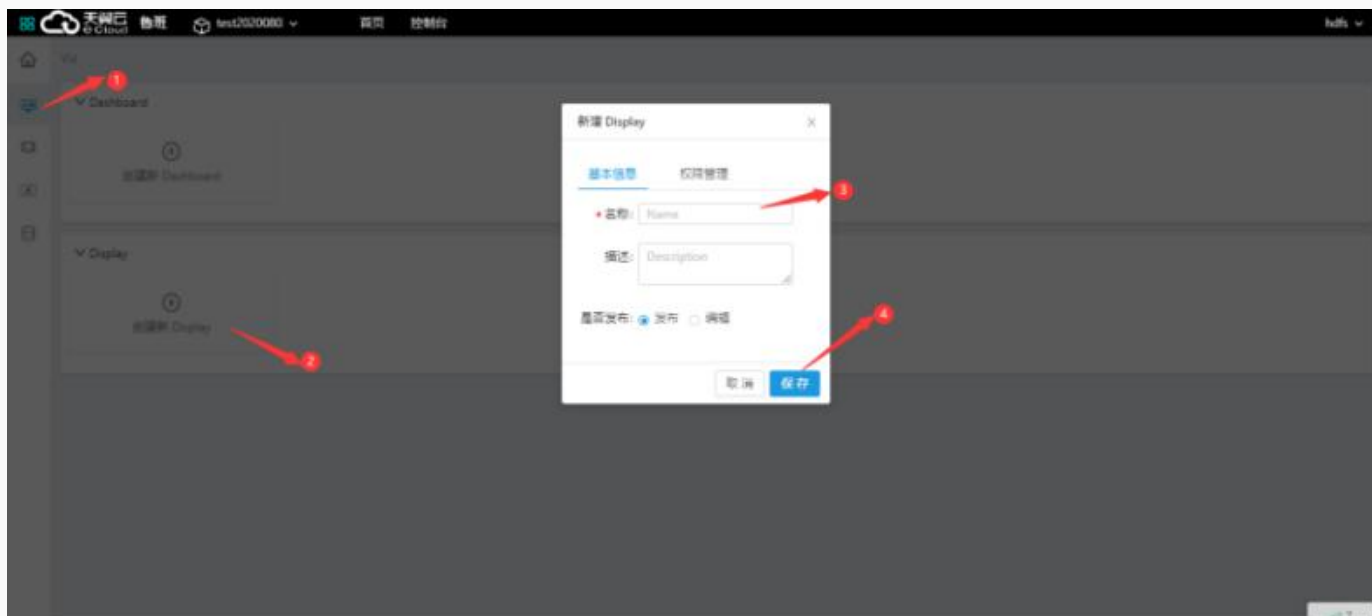 天翼云 e Cloud 鲁班 test2020080 首页 控制台 hdfs
Viz
1
Dashboard
创建新 Dashboard
Display
创建新 Display
2
新增 Display
基本信息 权限管理
3
* 名称: Name
描述: Description
是否发布: 发布 编辑
4
取 消 保 存